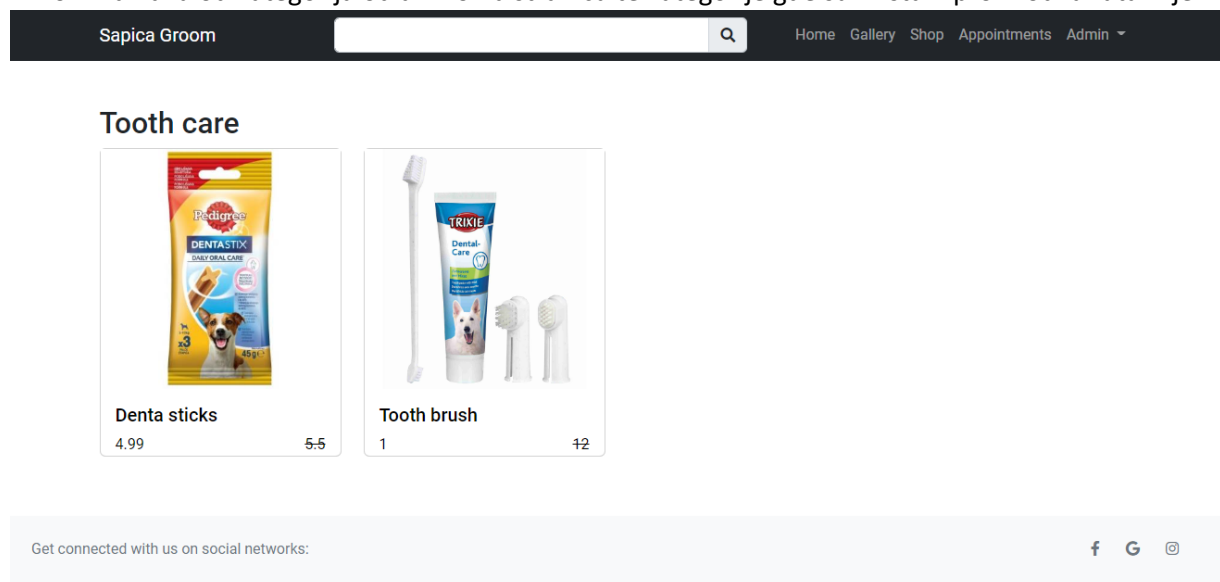 Sapica Groom
Home Gallery Shop Appointments Admin
Tooth care
Pedigree
DENTASTIX
DAILY ORAL CARE
x3
45g
TRIXIE
Dental-
Care
Denta sticks
4.99 5.5
Tooth brush
1 12
Get connected with us on social networks: